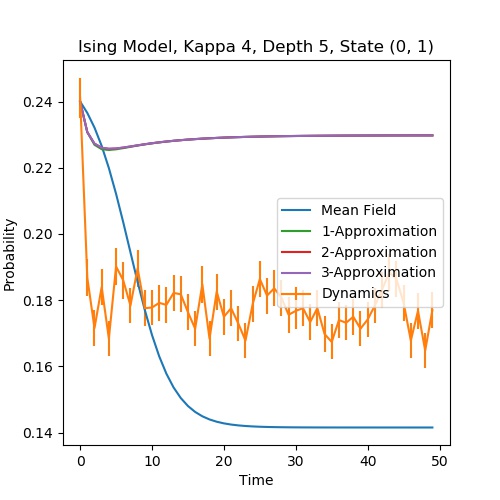 Ising Model, Kappa 4, Depth 5, State (0, 1)
0.24
0.22
0.20
0.18
0.16
0.14
Probability
Mean Field
1-Approximation
2-Approximation
3-Approximation
Dynamics
0 10 20 30 40 50
Time